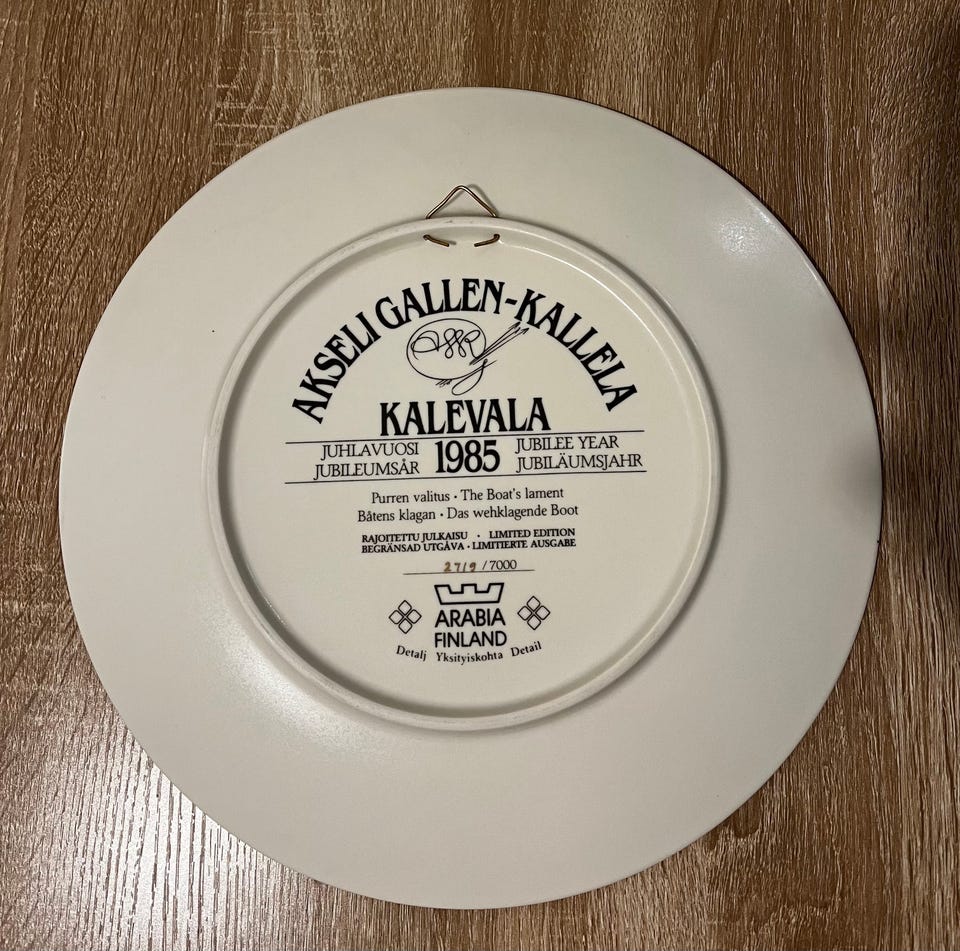 AKSELI GALLEN-KALLELA
KALEVALA
JUHLAVUOSI 1985 JUBILEE YEAR
JUBILEUMSÅR JUBILÄUMSJAHR
Purren valitus • The Boat's lament
Båtens klagan • Das wehklagende Boot
RAJOITETTU JULKAISU • LIMITED EDITION
BEGRÄNSAD UTGÅVA • LIMITIERTE AUSGABE
2719 / 7000
ARABIA
FINLAND
Detalj Yksityiskohta Detail